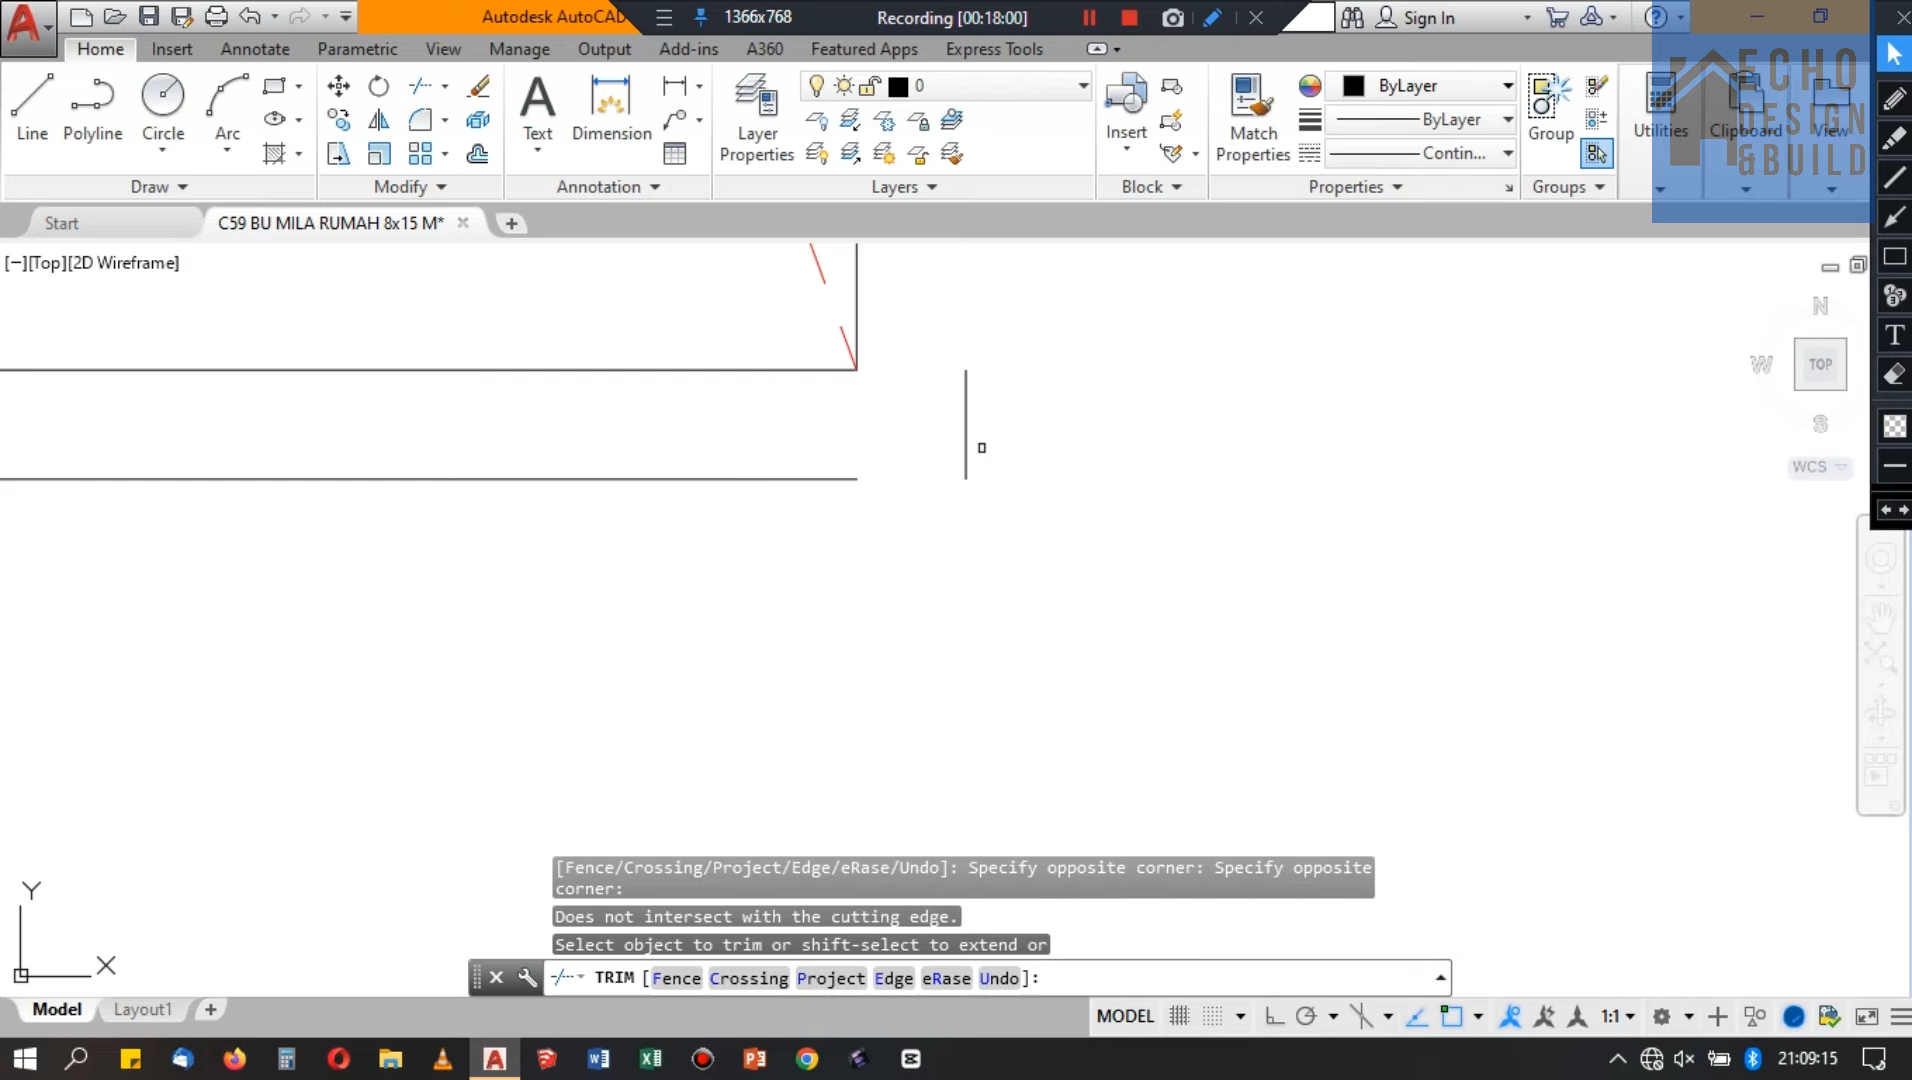 Autodesk AutoCAD
1366x768
Recording [00:18:00]
Sign In
Home
Insert
Annotate
Parametric
View
Manage
Output
Add-ins
A360
Featured Apps
Express Tools
Line
Polyline
Circle
Arc
Text
Dimension
Layer
Properties
0
Insert
Match
Properties
ByLayer
ByLayer
Contin...
Group
Utilities
Clipboard
View
ECHO
DESIGN
&BUILD
Draw
Modify
Annotation
Layers
Block
Properties
Groups
Start
C59 BU MILA RUMAH 8x15 M*
[−][Top][2D Wireframe]
N
W
TOP
S
WCS
T
Y
X
[Fence/Crossing/Project/Edge/eRase/Undo]: Specify opposite corner: Specify opposite
corner:
Does not intersect with the cutting edge.
Select object to trim or shift-select to extend or
TRIM [Fence Crossing Project Edge eRase Undo]:
Model
Layout1
MODEL
1:1
21:09:15